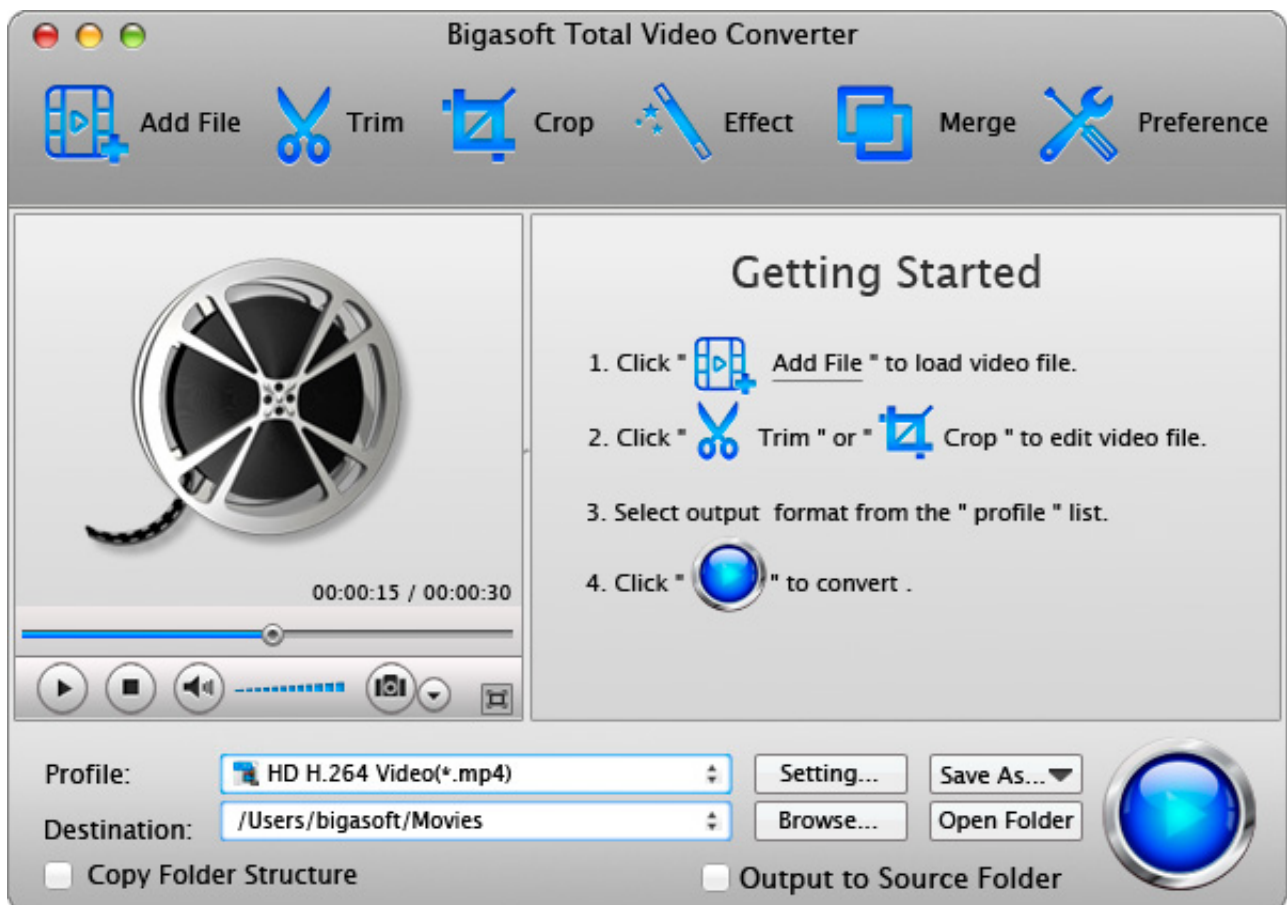 Bigasoft Total Video Converter
Add File
Trim
Crop
Effect
Merge
Preference
Getting Started
1. Click " Add File " to load video file.
2. Click " Trim " or " Crop " to edit video file.
3. Select output format from the " profile " list.
4. Click " " to convert .
00:00:15 / 00:00:30
Profile:
HD H.264 Video(*.mp4)
Setting...
Save As...
Destination:
/Users/bigasoft/Movies
Browse...
Open Folder
Copy Folder Structure
Output to Source Folder